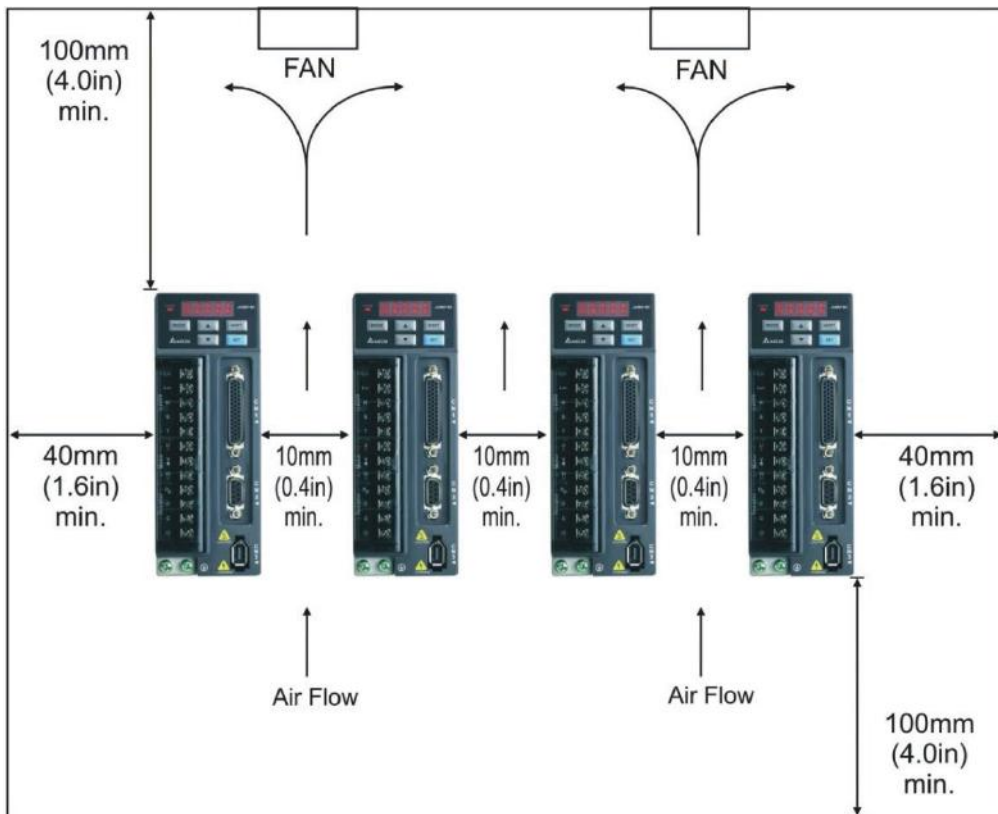 100mm
(4.0in)
min.
FAN
FAN
40mm
(1.6in)
min.
10mm
(0.4in)
min.
10mm
(0.4in)
min.
10mm
(0.4in)
min.
40mm
(1.6in)
min.
Air Flow
Air Flow
100mm
(4.0in)
min.